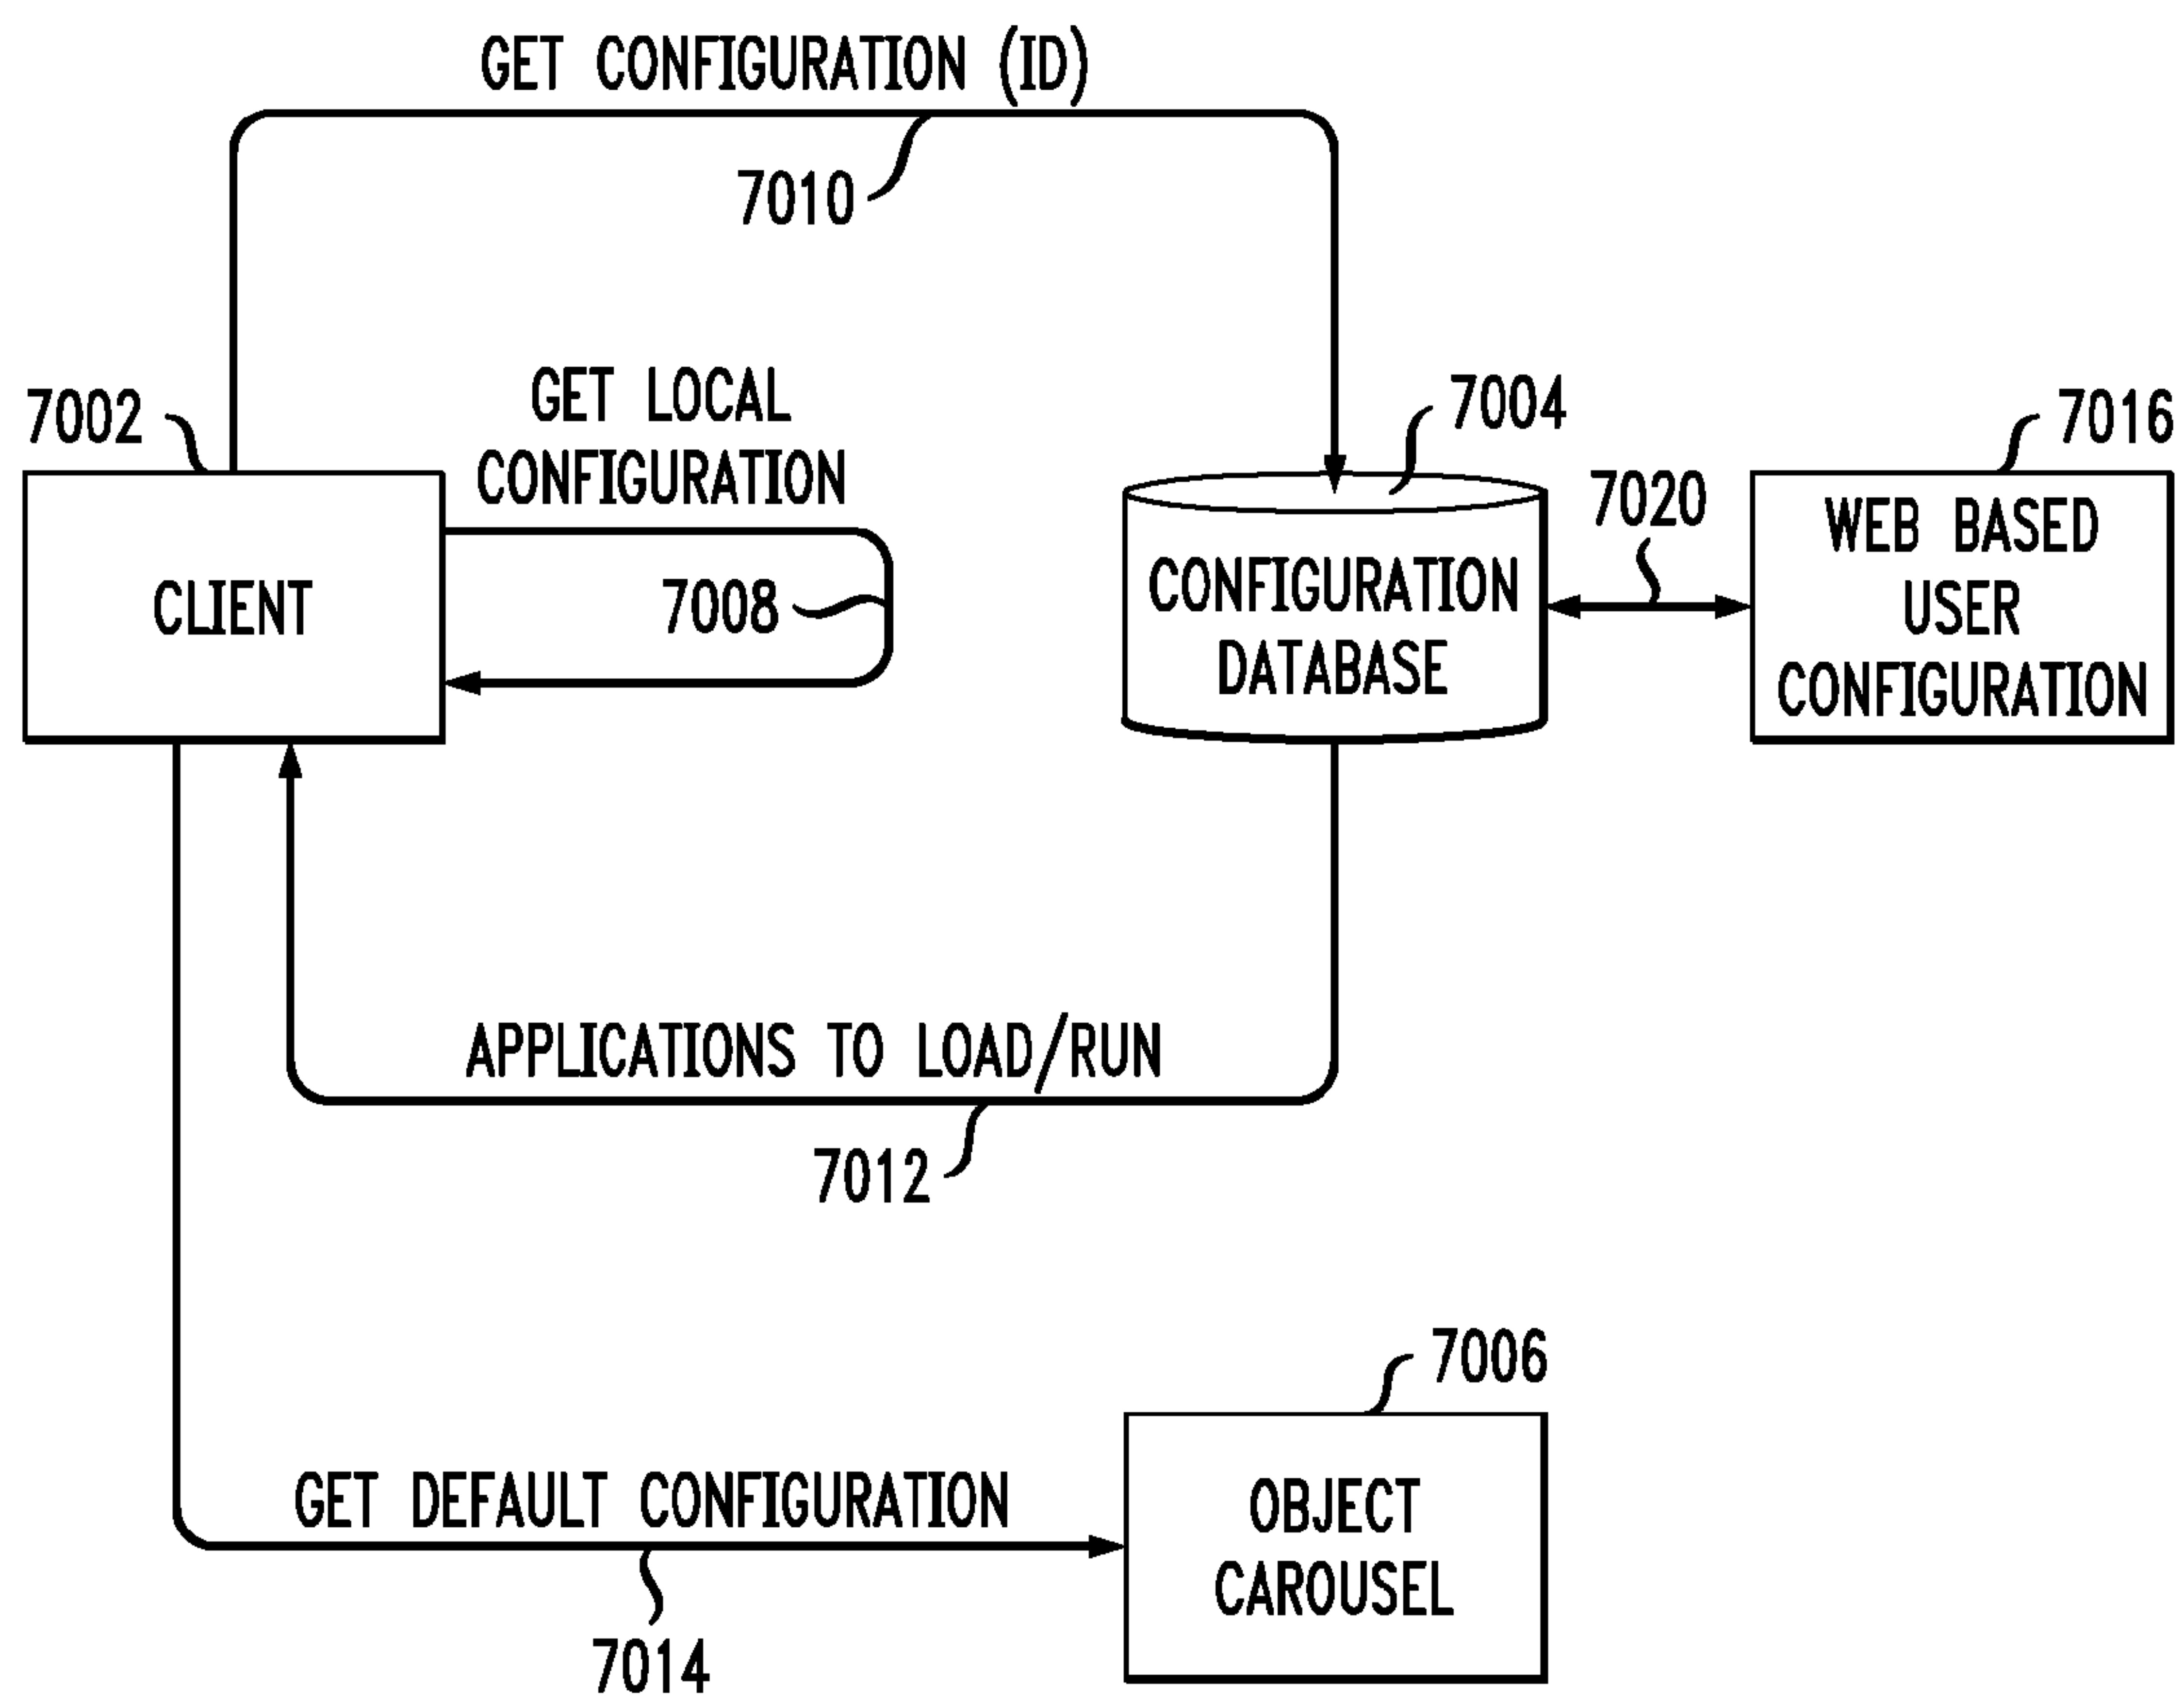 GET CONFIGURATION (ID)
7010
GET LOCAL
CONFIGURATION
7002
7004
7016
7020
CLIENT
7008
CONFIGURATION
DATABASE
WEB BASED
USER
CONFIGURATION
APPLICATIONS TO LOAD/RUN
7012
7006
GET DEFAULT CONFIGURATION
7014
OBJECT
CAROUSEL